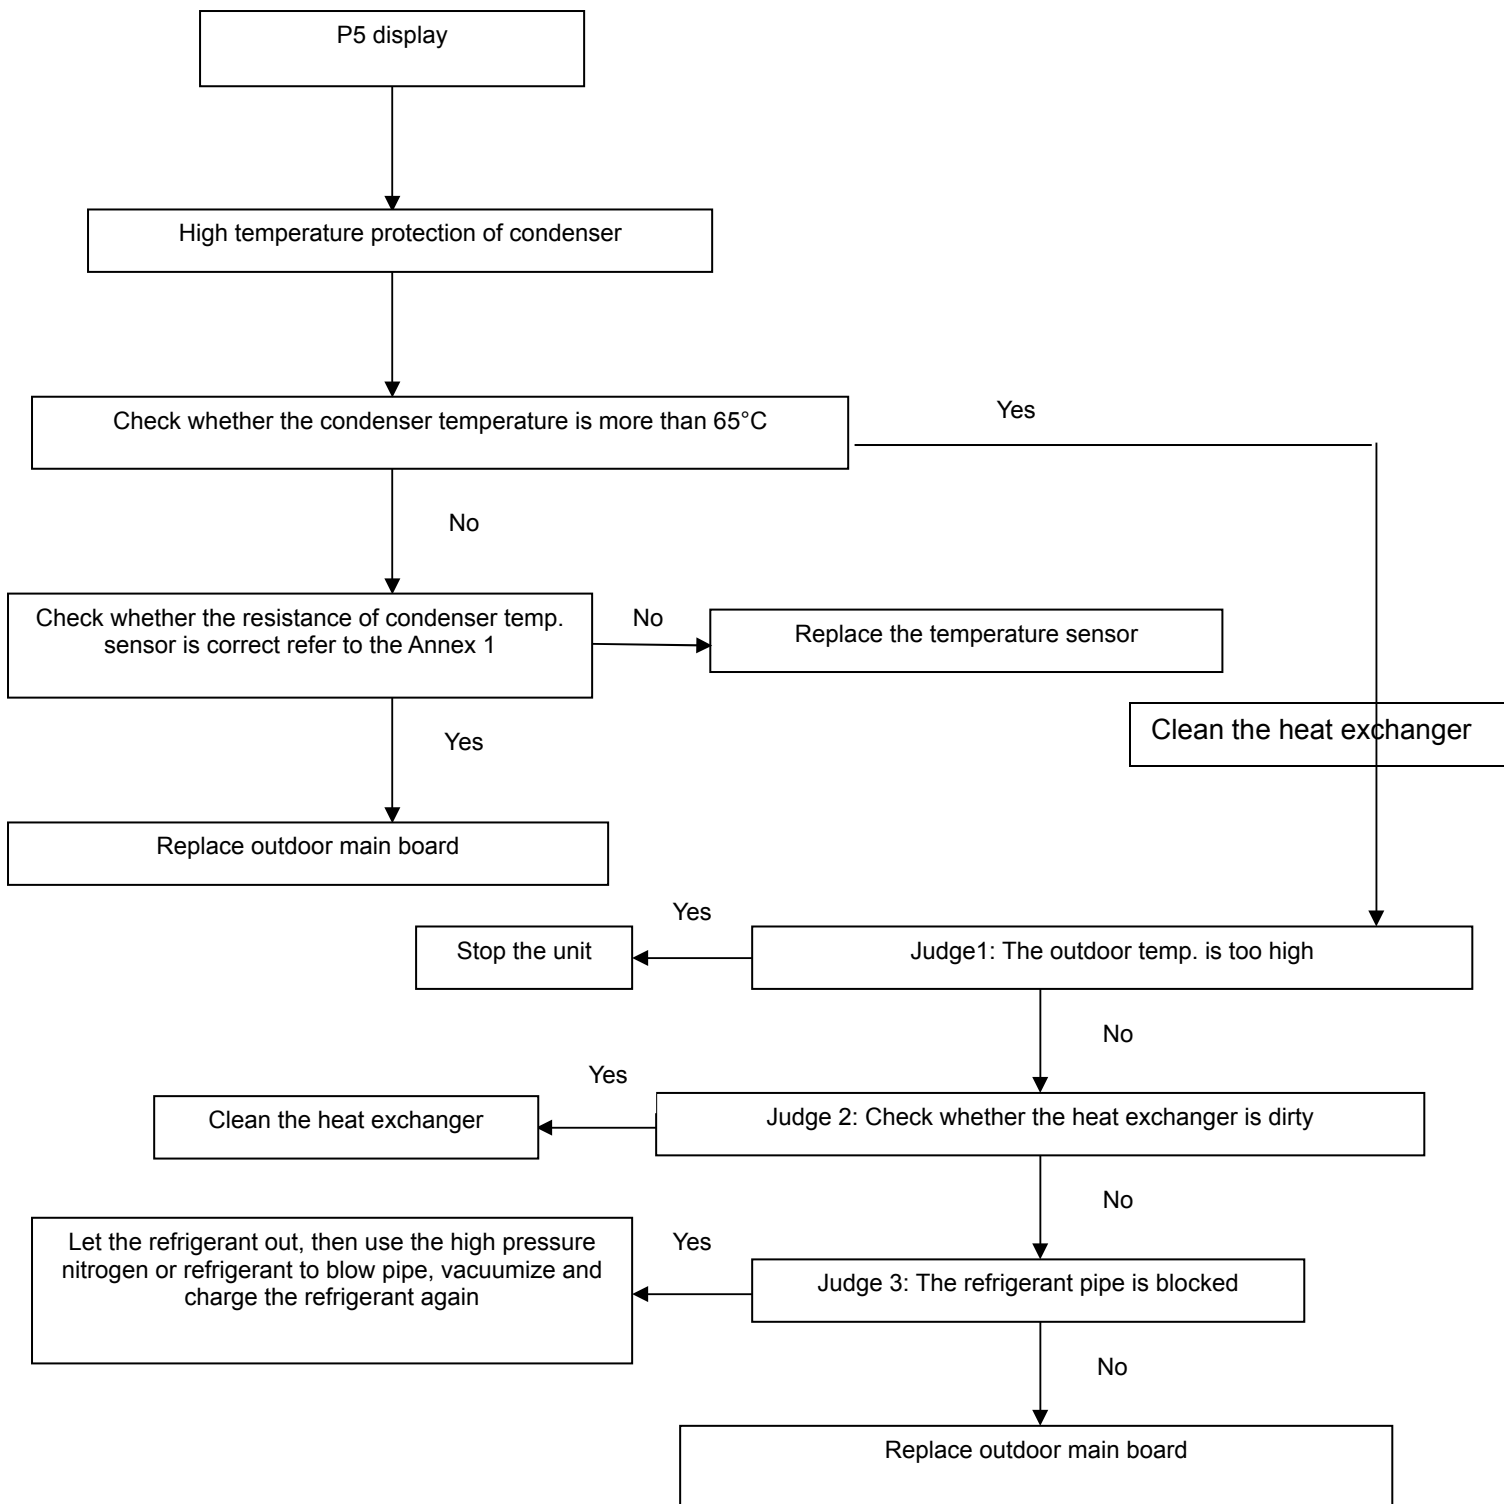 P5 display
High temperature protection of condenser
Check whether the condenser temperature is more than 65°C
Yes
No
Check whether the resistance of condenser temp.
sensor is correct refer to the Annex 1
No
Replace the temperature sensor
Clean the heat exchanger
Yes
Replace outdoor main board
Yes
Stop the unit
Judge1: The outdoor temp. is too high
No
Yes
Clean the heat exchanger
Judge 2: Check whether the heat exchanger is dirty
No
Let the refrigerant out, then use the high pressure
nitrogen or refrigerant to blow pipe, vacuumize and
charge the refrigerant again
Yes
Judge 3: The refrigerant pipe is blocked
No
Replace outdoor main board